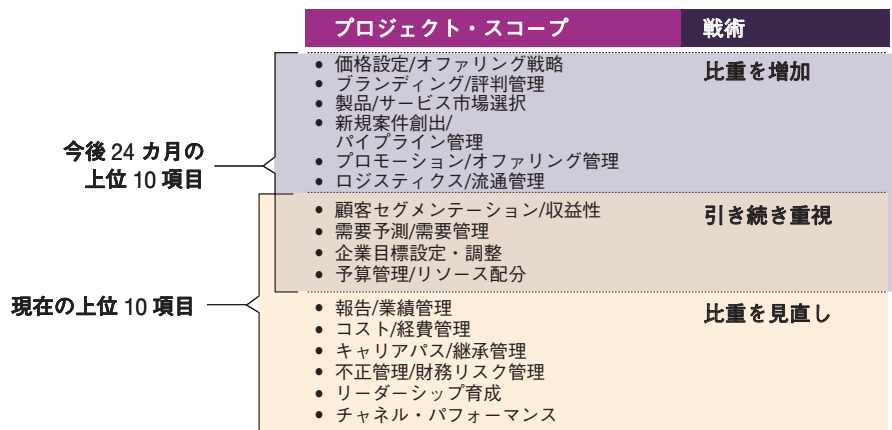 プロジェクト・スコープ 戦術
• 価格設定/オファリング戦略 比重を増加
• ブランディング/評判管理
• 製品/サービス市場選択
• 新規案件創出/
パイプライン管理
今後 24 カ月の
上位 10 項目
• プロモーション/オファリング管理
• ロジスティクス/流通管理
• 顧客セグメンテーション/収益性 引き続き重視
• 需要予測/需要管理
• 企業目標設定・調整
• 予算管理/リソース配分
現在の上位 10 項目
• 報告/業績管理 比重を見直し
• コスト/経費管理
• キャリアパス/継承管理
• 不正管理/財務リスク管理
• リーダーシップ育成
• チャネル・パフォーマンス